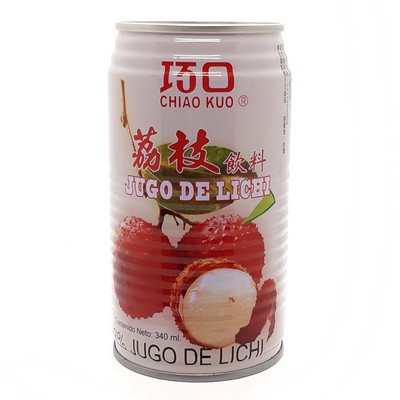 巧口
CHIAO KUO ®
荔枝飲料
JUGO DE LICHI
Contenido Neto: 340 ml.
% JUGO DE LICHI